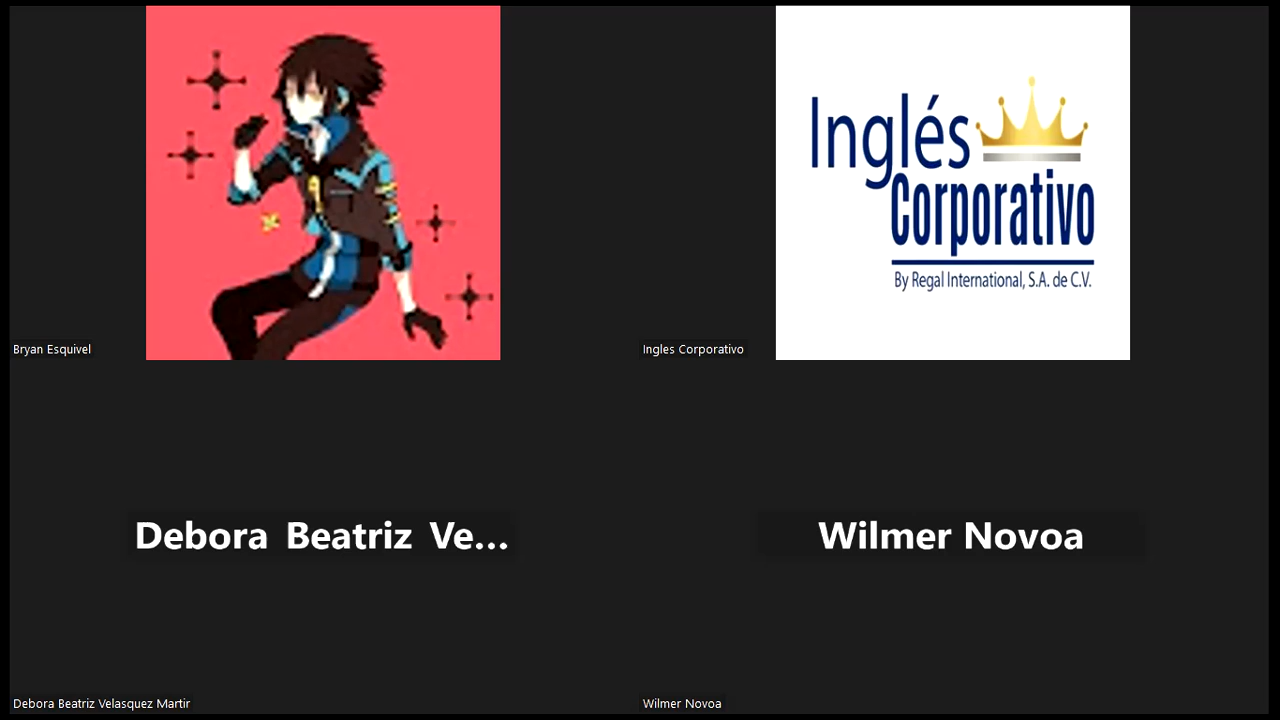 Inglés
Corporativo
By Regal International, S.A. de C.V.
Bryan Esquivel
Ingles Corporativo
Debora Beatriz Ve...
Wilmer Novoa
Debora Beatriz Velasquez Martir
Wilmer Novoa